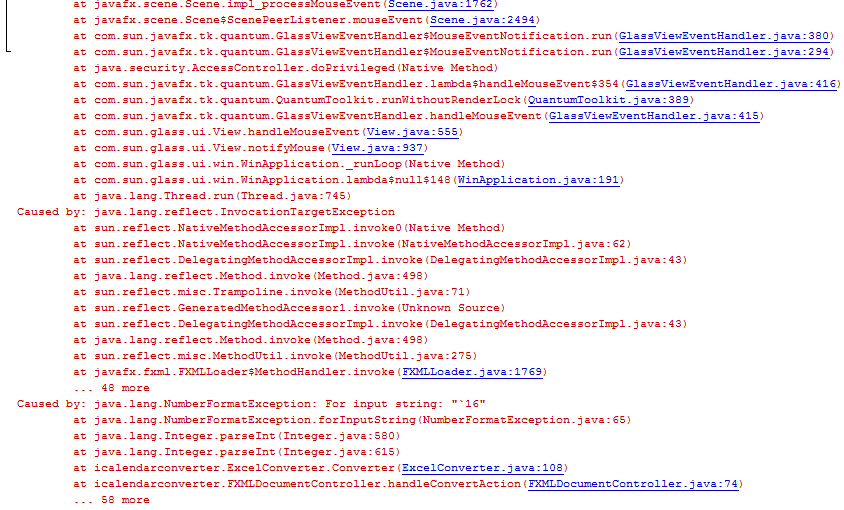 at javafx.scene.Scene.impl_processMouseEvent(Scene.java:1762)
at javafx.scene.Scene$ScenePeerListener.mouseEvent(Scene.java:2494)
at com.sun.javafx.tk.quantum.GlassViewEventHandler$MouseEventNotification.run(GlassViewEventHandler.java:380)
at com.sun.javafx.tk.quantum.GlassViewEventHandler$MouseEventNotification.run(GlassViewEventHandler.java:294)
at java.security.AccessController.doPrivileged(Native Method)
at com.sun.javafx.tk.quantum.GlassViewEventHandler.lambda$handleMouseEvent$354(GlassViewEventHandler.java:416)
at com.sun.javafx.tk.quantum.QuantumToolkit.runWithoutRenderLock(QuantumToolkit.java:389)
at com.sun.javafx.tk.quantum.GlassViewEventHandler.handleMouseEvent(GlassViewEventHandler.java:415)
at com.sun.glass.ui.View.handleMouseEvent(View.java:555)
at com.sun.glass.ui.View.notifyMouse(View.java:937)
at com.sun.glass.ui.win.WinApplication._runLoop(Native Method)
at com.sun.glass.ui.win.WinApplication.lambda$null$148(WinApplication.java:191)
at java.lang.Thread.run(Thread.java:745)
Caused by: java.lang.reflect.InvocationTargetException
at sun.reflect.NativeMethodAccessorImpl.invoke0(Native Method)
at sun.reflect.NativeMethodAccessorImpl.invoke(NativeMethodAccessorImpl.java:62)
at sun.reflect.DelegatingMethodAccessorImpl.invoke(DelegatingMethodAccessorImpl.java:43)
at java.lang.reflect.Method.invoke(Method.java:498)
at sun.reflect.misc.Trampoline.invoke(MethodUtil.java:71)
at sun.reflect.GeneratedMethodAccessor1.invoke(Unknown Source)
at sun.reflect.DelegatingMethodAccessorImpl.invoke(DelegatingMethodAccessorImpl.java:43)
at java.lang.reflect.Method.invoke(Method.java:498)
at sun.reflect.misc.MethodUtil.invoke(MethodUtil.java:275)
at javafx.fxml.FXMLLoader$MethodHandler.invoke(FXMLLoader.java:1769)
... 48 more
Caused by: java.lang.NumberFormatException: For input string: "`16"
at java.lang.NumberFormatException.forInputString(NumberFormatException.java:65)
at java.lang.Integer.parseInt(Integer.java:580)
at java.lang.Integer.parseInt(Integer.java:615)
at icalendarconverter.ExcelConverter.Converter(ExcelConverter.java:108)
at icalendarconverter.FXMLDocumentController.handleConvertAction(FXMLDocumentController.java:74)
... 58 more